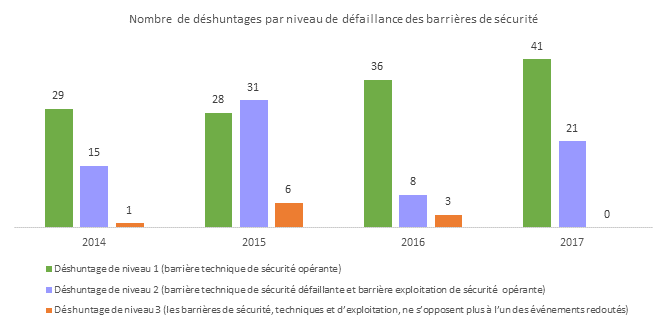 Nombre de déshuntages par niveau de défaillance des barrières de sécurité
41
36
31
29
28
21
15
8
6
3
1
0
2014 2015 2016 2017
Déshuntage de niveau 1 (barrière technique de sécurité opérante)
Déshuntage de niveau 2 (barrière technique de sécurité défaillante et barrière exploitation de sécurité opérante)
Déshuntage de niveau 3 (les barrières de sécurité, techniques et d'exploitation, ne s'opposent plus à l'un des événements redoutés)